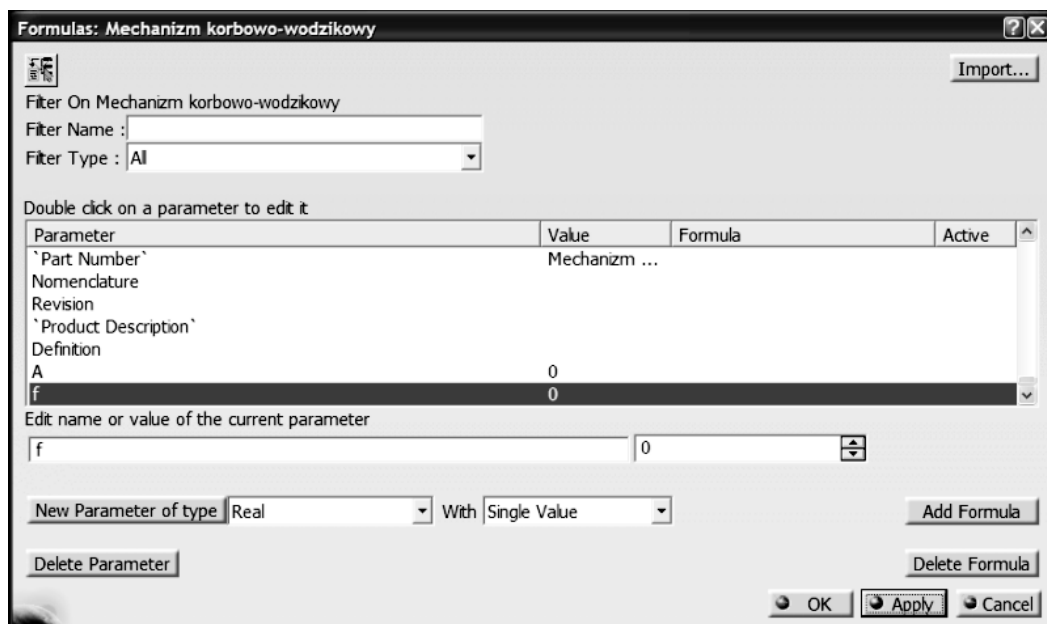 Formulas: Mechanizm korbowo-wodzikowy
Import...
Filter On Mechanizm korbowo-wodzikowy
Filter Name :
Filter Type : All
Double click on a parameter to edit it
Parameter Value Formula Active
`Part Number` Mechanizm ...
Nomenclature
Revision
`Product Description`
Definition
A 0
f 0
Edit name or value of the current parameter
f 0
New Parameter of type Real With Single Value Add Formula
Delete Parameter Delete Formula
OK Apply Cancel